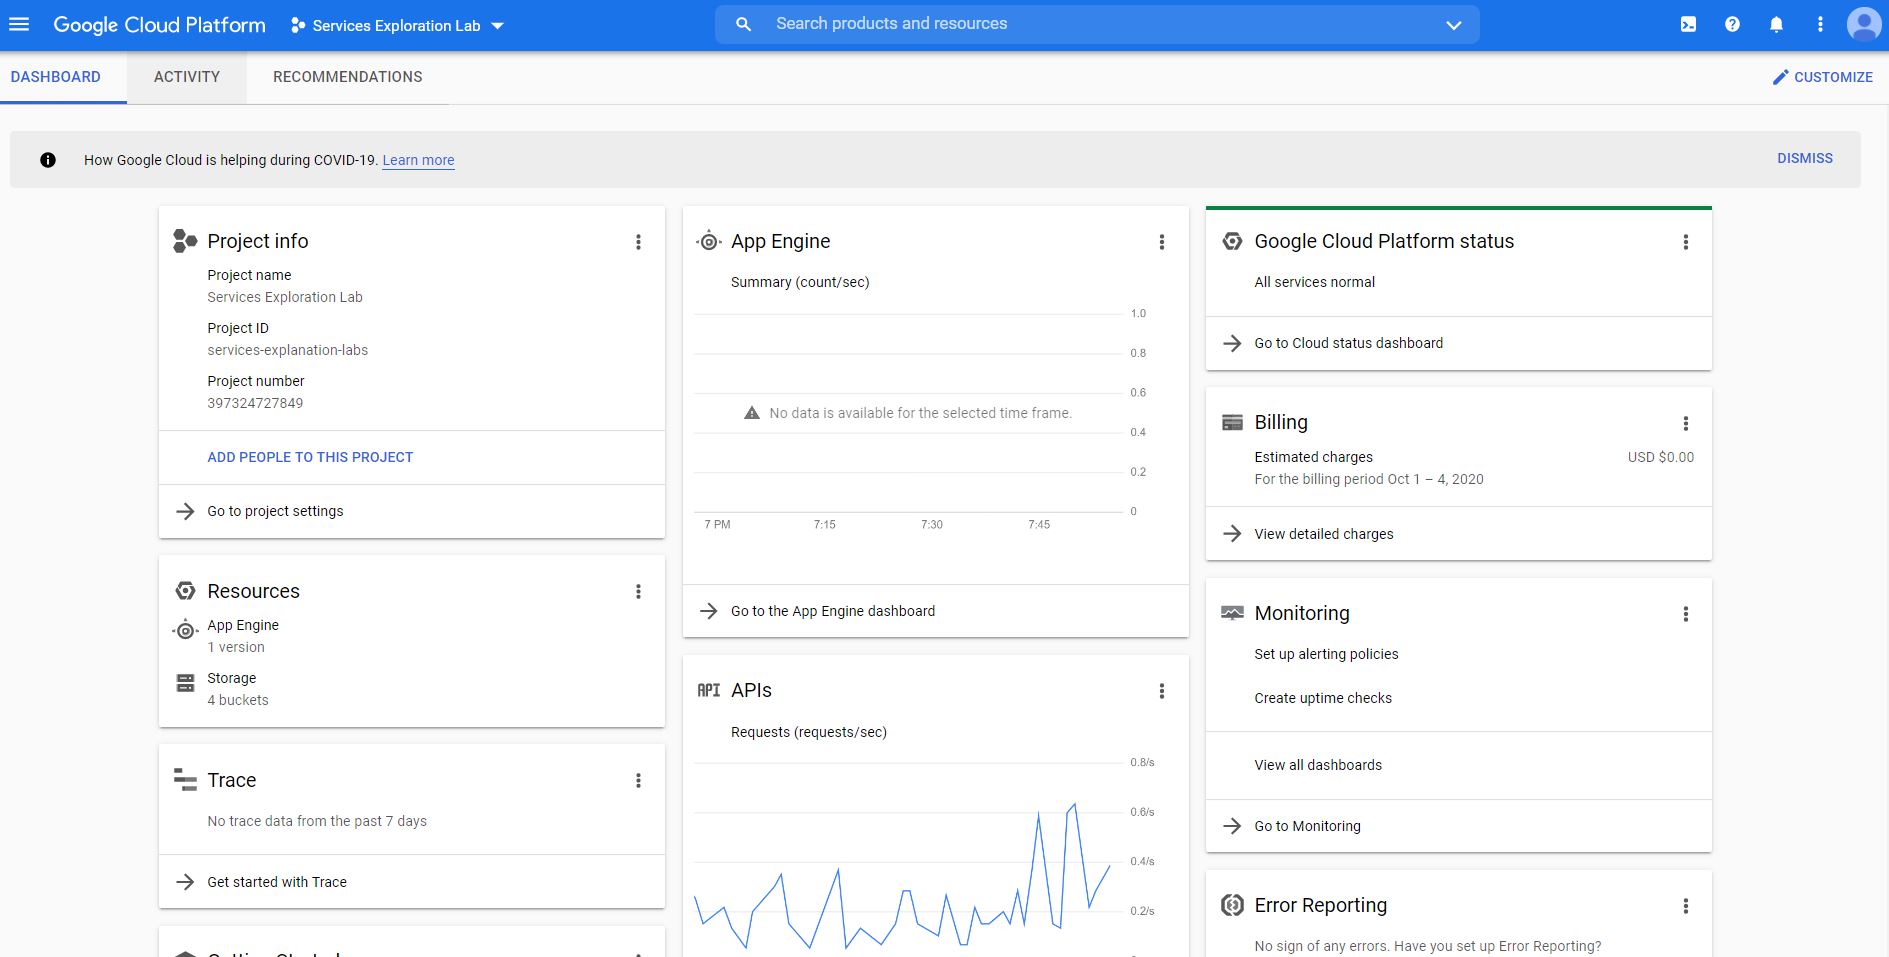 Google Cloud Platform
Services Exploration Lab
Search products and resources
DASHBOARD
ACTIVITY
RECOMMENDATIONS
CUSTOMIZE
How Google Cloud is helping during COVID-19. Learn more
DISMISS
Project info
Project name
Services Exploration Lab
Project ID
services-explanation-labs
Project number
397324727849
ADD PEOPLE TO THIS PROJECT
Go to project settings
Resources
App Engine
1 version
Storage
4 buckets
Trace
No trace data from the past 7 days
Get started with Trace
App Engine
Summary (count/sec)
1.0
0.8
0.6
No data is available for the selected time frame.
0.4
0.2
0
7 PM 7:15 7:30 7:45
Go to the App Engine dashboard
API APIs
Requests (requests/sec)
0.8/s
0.6/s
0.4/s
0.2/s
Google Cloud Platform status
All services normal
Go to Cloud status dashboard
Billing
Estimated charges USD $0.00
For the billing period Oct 1 – 4, 2020
View detailed charges
Monitoring
Set up alerting policies
Create uptime checks
View all dashboards
Go to Monitoring
Error Reporting
No sign of any errors. Have you set up Error Reporting?